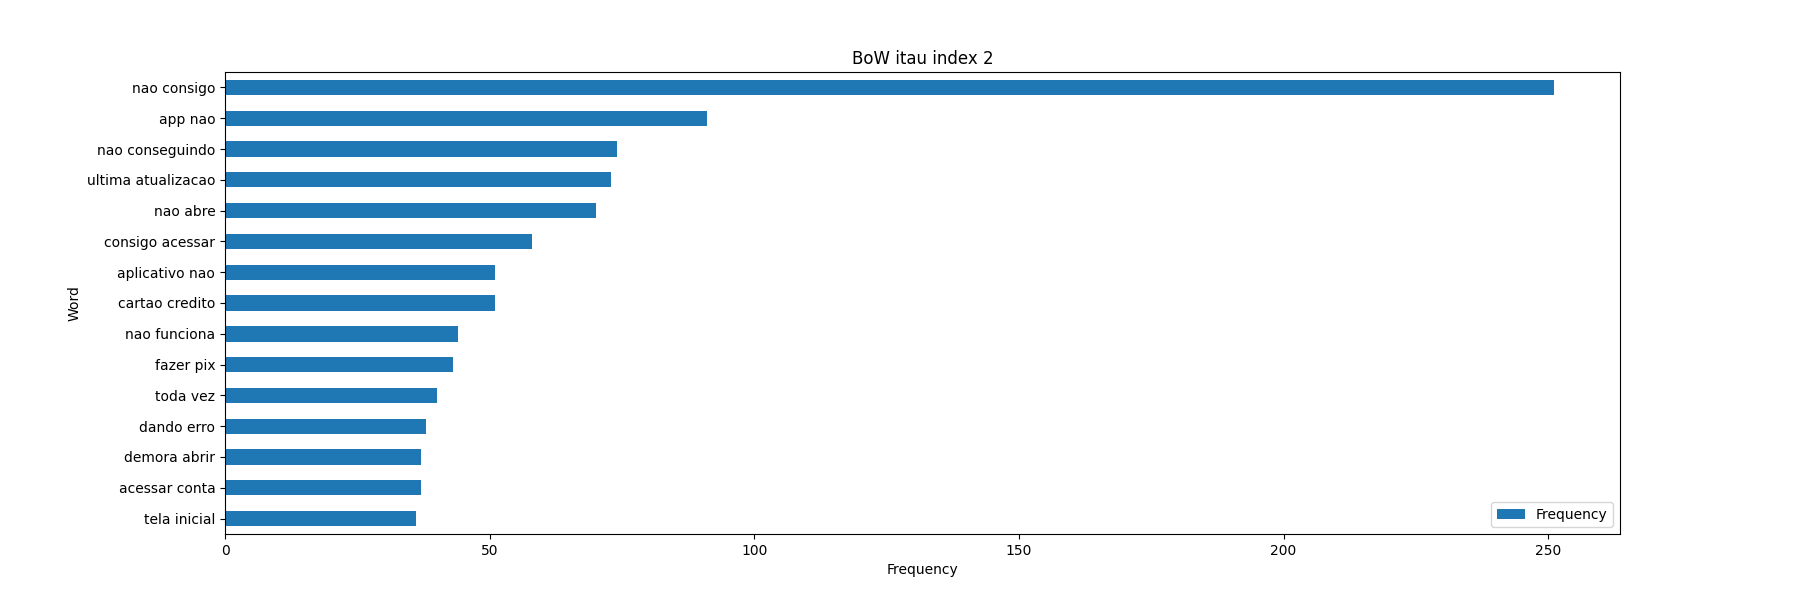 BoW itau index 2
nao consigo
app nao
nao conseguindo
ultima atualizacao
nao abre
consigo acessar
aplicativo nao
cartao credito
nao funciona
fazer pix
toda vez
dando erro
demora abrir
acessar conta
tela inicial
Word
Frequency
0 50 100 150 200 250
Frequency